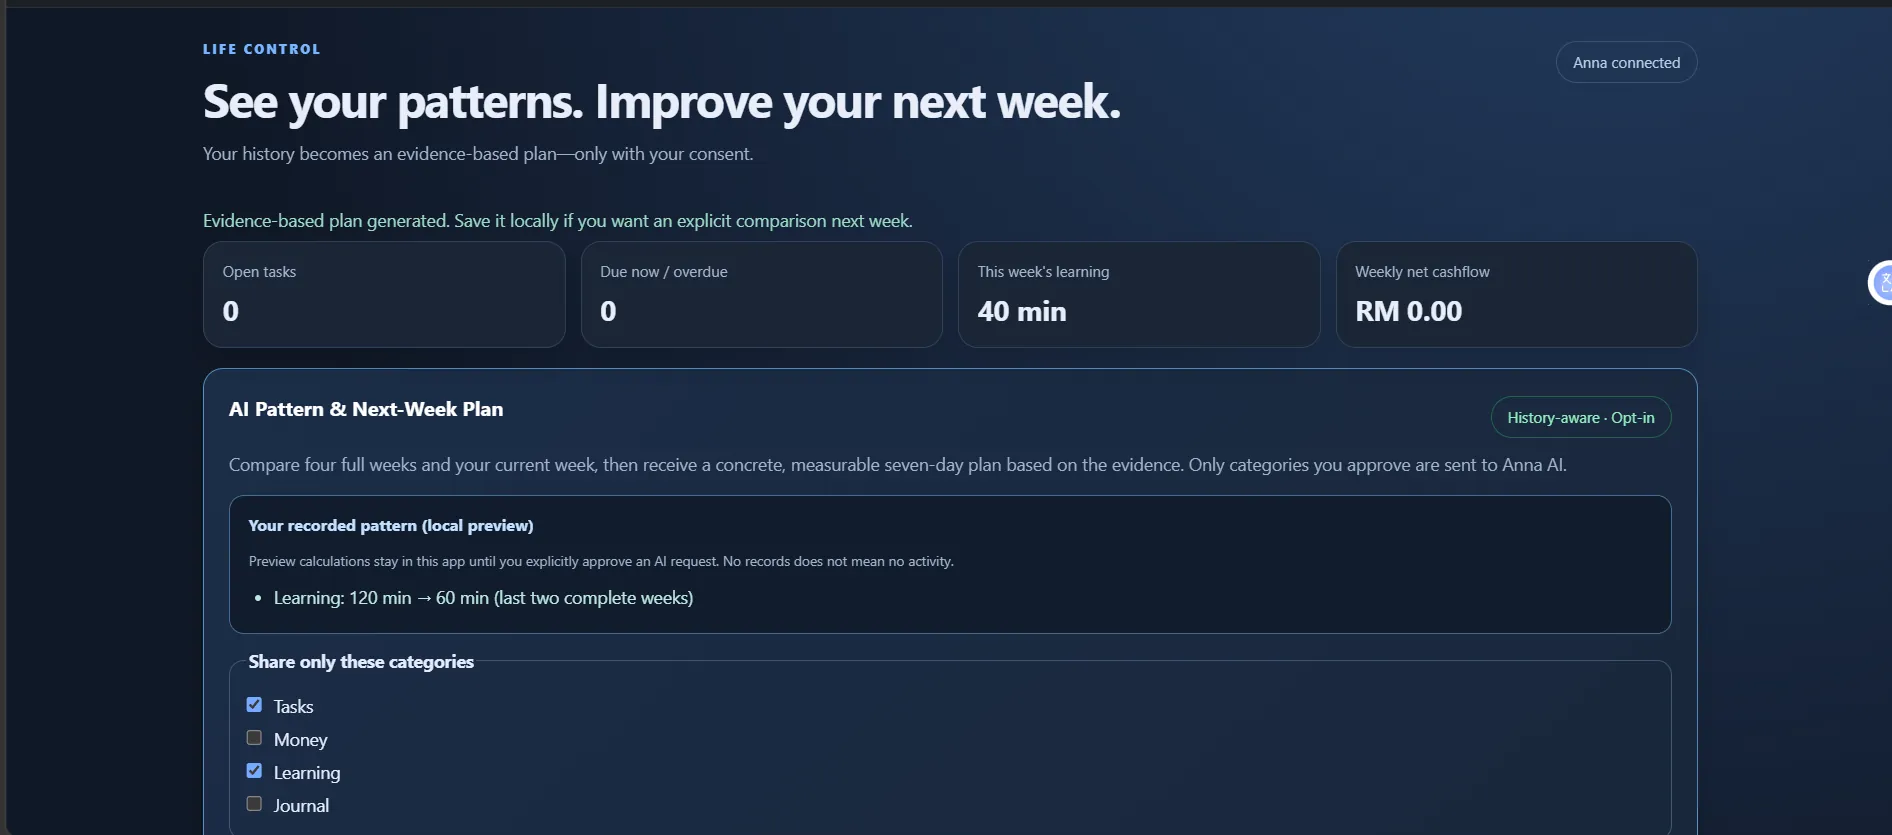 LIFE CONTROL
Anna connected
See your patterns. Improve your next week.
Your history becomes an evidence-based plan—only with your consent.
Evidence-based plan generated. Save it locally if you want an explicit comparison next week.
Open tasks
0
Due now / overdue
0
This week's learning
40 min
Weekly net cashflow
RM 0.00
AI Pattern & Next-Week Plan
History-aware · Opt-in
Compare four full weeks and your current week, then receive a concrete, measurable seven-day plan based on the evidence. Only categories you approve are sent to Anna AI.
Your recorded pattern (local preview)
Preview calculations stay in this app until you explicitly approve an AI request. No records does not mean no activity.
• Learning: 120 min → 60 min (last two complete weeks)
Share only these categories
Tasks
Money
Learning
Journal